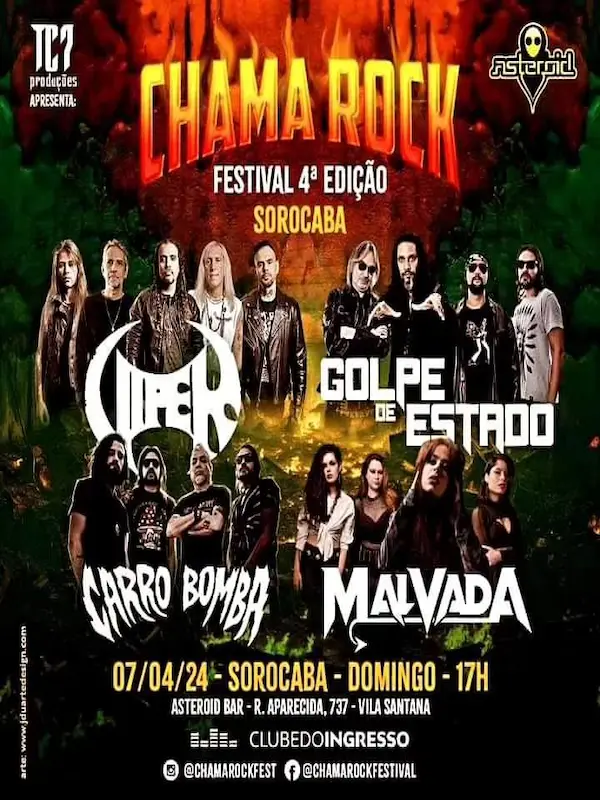 TC7
produções
APRESENTA:
asteroid
CHAMA ROCK
FESTIVAL 4ª EDIÇÃO
SOROCABA
VIPER
GOLPE
DE ESTADO
CARRO BOMBA
MALVADA
07/04/24 - SOROCABA - DOMINGO - 17H
ASTEROID BAR - R. APARECIDA, 737 - VILA SANTANA
CLUBEDOINGRESSO
@CHAMAROCKFEST @CHAMAROCKFESTIVAL
arte: www.jduartedesign.com